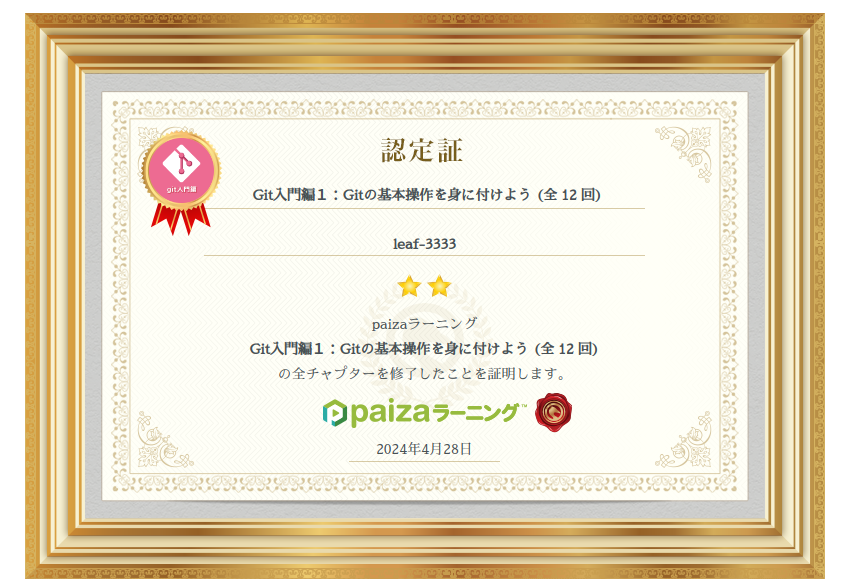 認定証
git入門編
Git入門編１：Gitの基本操作を身に付けよう (全 12 回)
leaf-3333
paizaラーニング
Git入門編１：Gitの基本操作を身に付けよう (全 12 回)
の全チャプターを修了したことを証明します。
paizaラーニング™
2024年4月28日